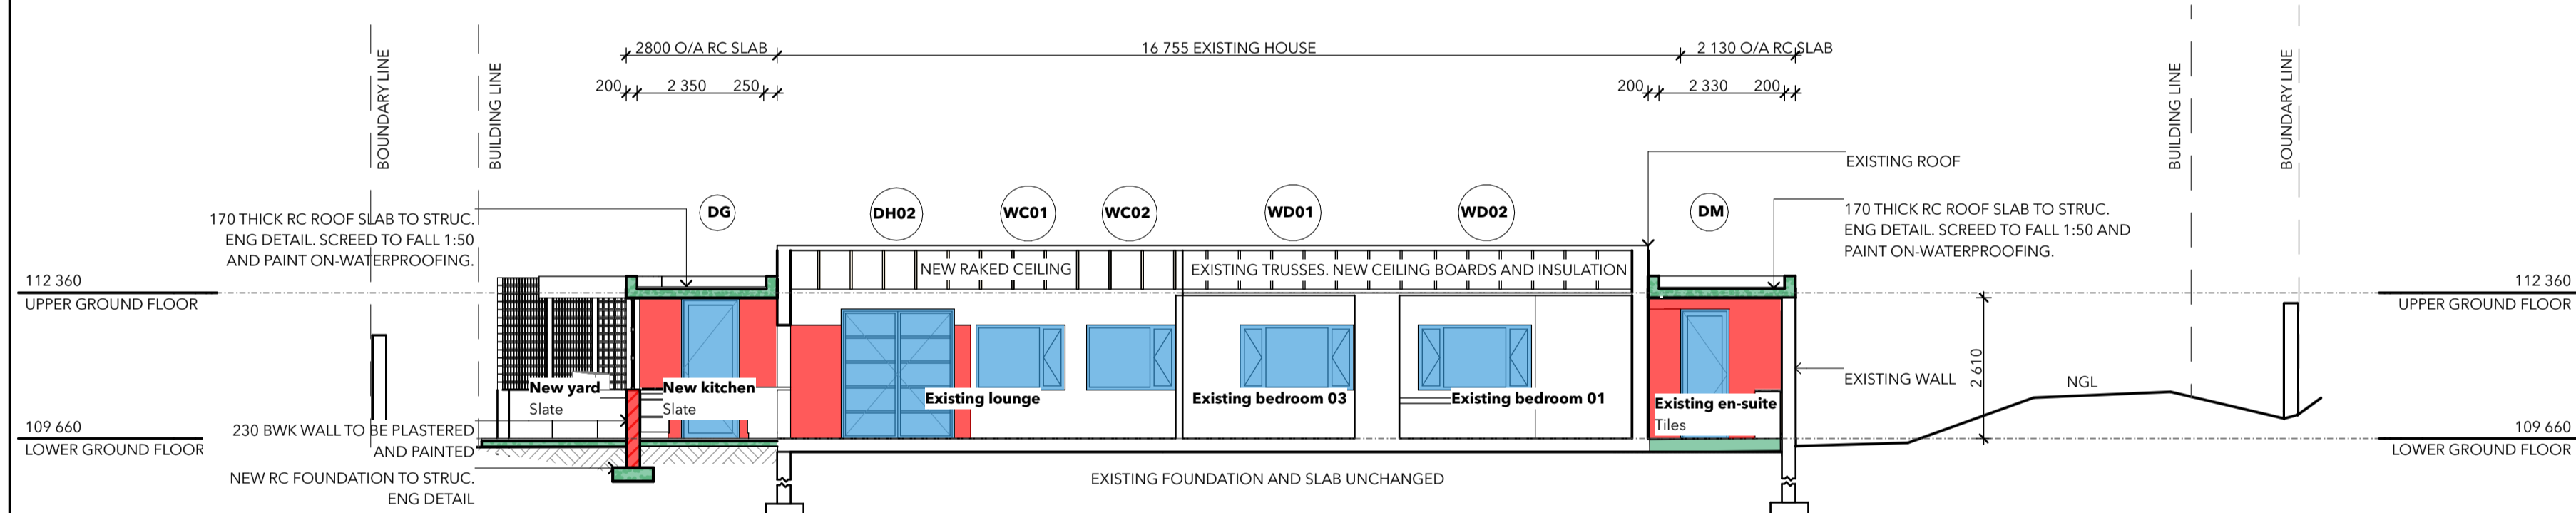 2800 O/A RC SLAB
16 755 EXISTING HOUSE
2 130 O/A RC SLAB
200
2 350
250
200
2 330
200
BOUNDARY LINE
BUILDING LINE
BUILDING LINE
BOUNDARY LINE
EXISTING ROOF
170 THICK RC ROOF SLAB TO STRUC.
ENG DETAIL. SCREED TO FALL 1:50
AND PAINT ON-WATERPROOFING.
DG
DH02
WC01
WC02
WD01
WD02
DM
170 THICK RC ROOF SLAB TO STRUC.
ENG DETAIL. SCREED TO FALL 1:50 AND
PAINT ON-WATERPROOFING.
NEW RAKED CEILING
EXISTING TRUSSES. NEW CEILING BOARDS AND INSULATION
112 360
UPPER GROUND FLOOR
112 360
UPPER GROUND FLOOR
2 610
NGL
EXISTING WALL
New yard
Slate
New kitchen
Slate
Existing lounge
Existing bedroom 03
Existing bedroom 01
Existing en-suite
Tiles
109 660
LOWER GROUND FLOOR
230 BWK WALL TO BE PLASTERED
AND PAINTED
NEW RC FOUNDATION TO STRUC.
ENG DETAIL
EXISTING FOUNDATION AND SLAB UNCHANGED
109 660
LOWER GROUND FLOOR